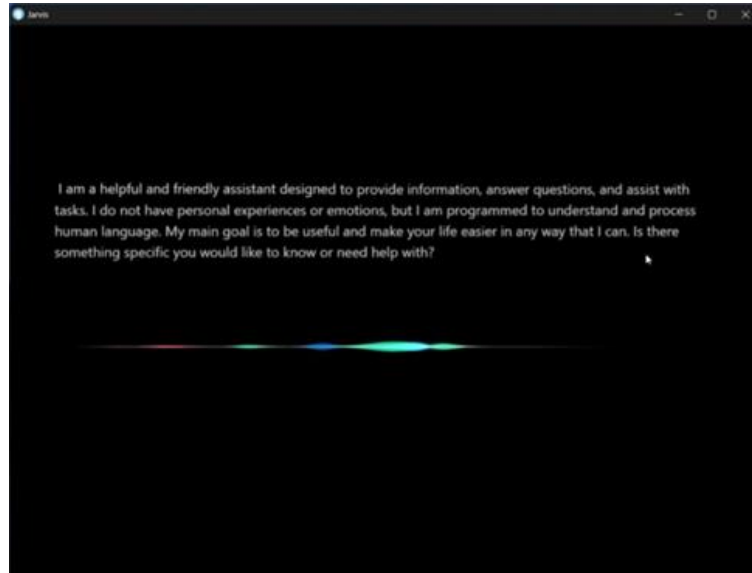 Jarvis
I am a helpful and friendly assistant designed to provide information, answer questions, and assist with
tasks. I do not have personal experiences or emotions, but I am programmed to understand and process
human language. My main goal is to be useful and make your life easier in any way that I can. Is there
something specific you would like to know or need help with?